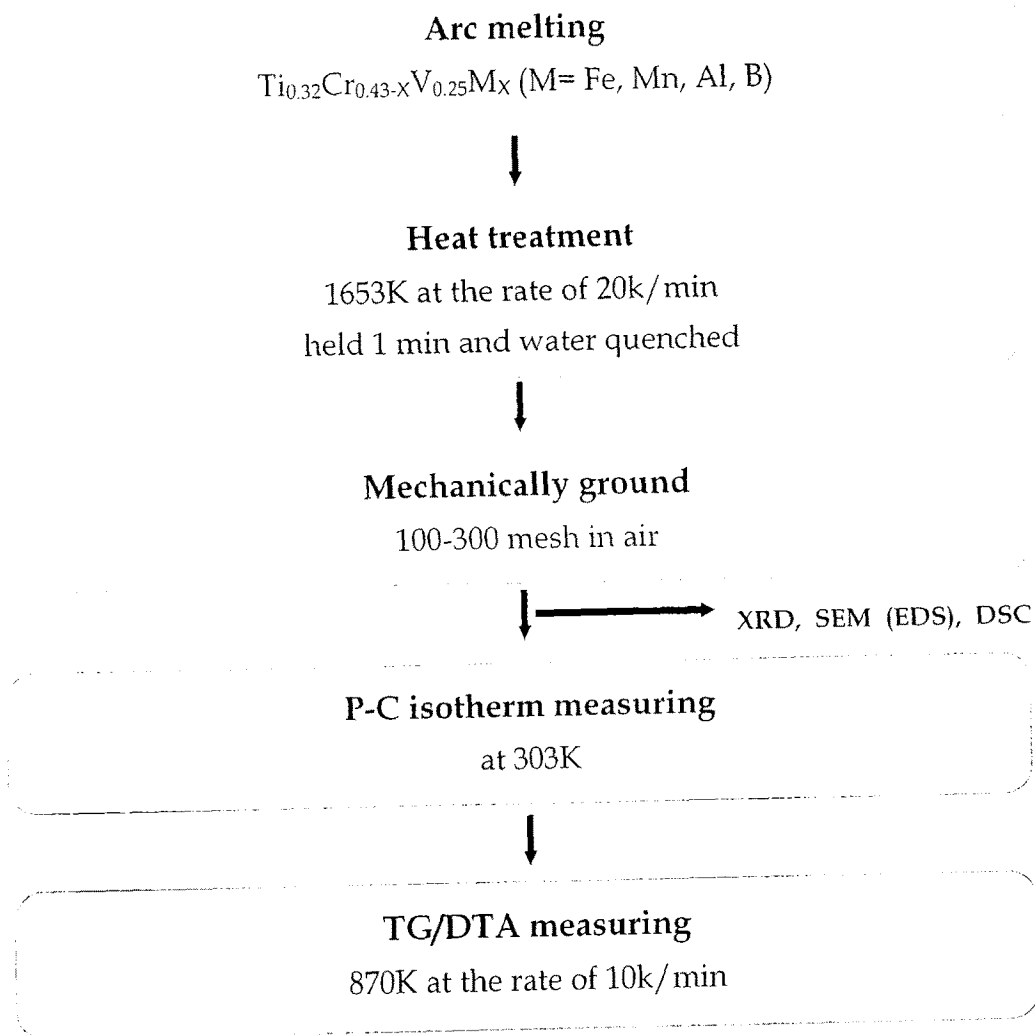 Arc melting
Ti₀.₃₂Cr₀.₄₃₋ₓV₀.₂₅Mₓ (M= Fe, Mn, Al, B)
Heat treatment
1653K at the rate of 20k/min
held 1 min and water quenched
Mechanically ground
100-300 mesh in air
XRD, SEM (EDS), DSC
P-C isotherm measuring
at 303K
TG/DTA measuring
870K at the rate of 10k/min